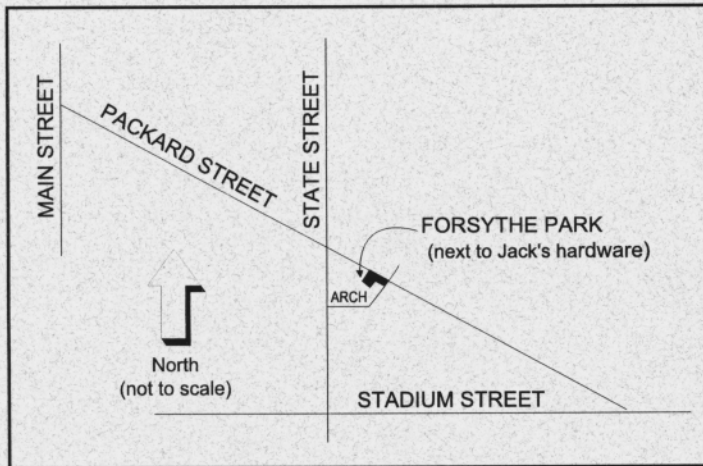 MAIN STREET
PACKARD STREET
STATE STREET
FORSYTHE PARK
(next to Jack's hardware)
ARCH
North
(not to scale)
STADIUM STREET